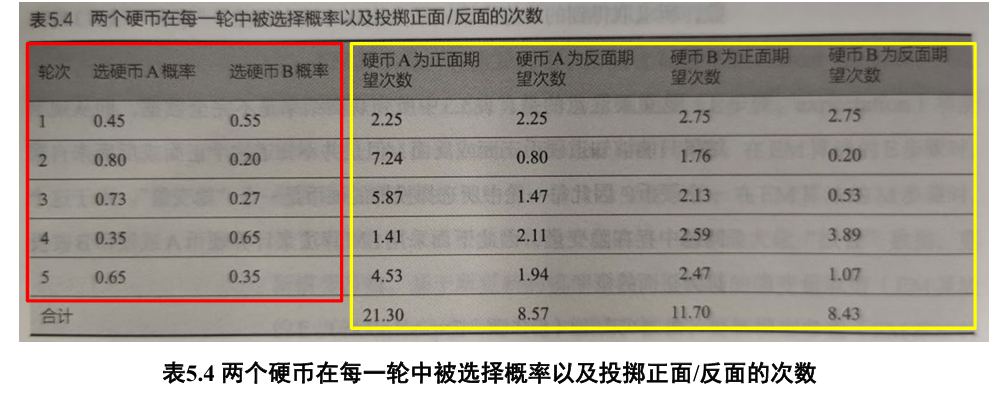 表5.4 两个硬币在每一轮中被选择概率以及投掷正面/反面的次数
轮次 选硬币A概率 选硬币B概率 硬币A为正面期望次数 硬币A为反面期望次数 硬币B为正面期望次数 硬币B为反面期望次数
1 0.45 0.55 2.25 2.25 2.75 2.75
2 0.80 0.20 7.24 0.80 1.76 0.20
3 0.73 0.27 5.87 1.47 2.13 0.53
4 0.35 0.65 1.41 2.11 2.59 3.89
5 0.65 0.35 4.53 1.94 2.47 1.07
合计 21.30 8.57 11.70 8.43
表5.4 两个硬币在每一轮中被选择概率以及投掷正面/反面的次数